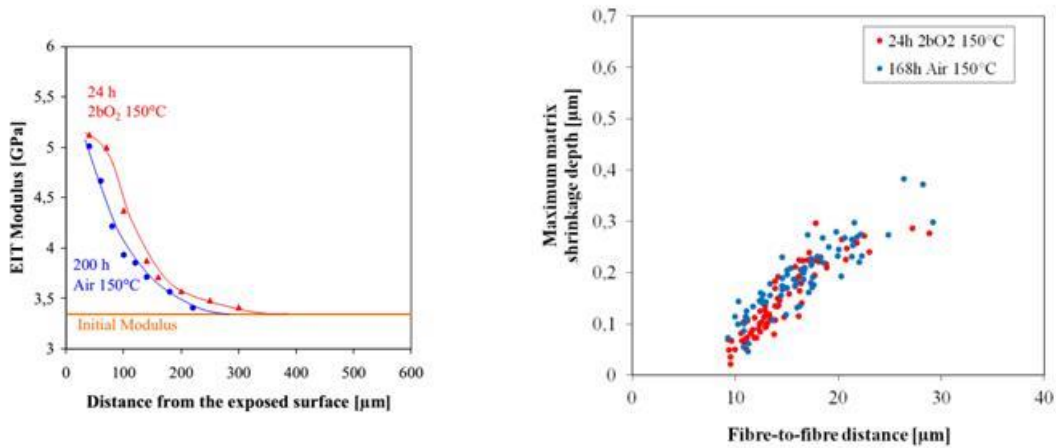 6
5,5
5
4,5
4
3,5
3
EIT Modulus [GPa]
24 h
2bO₂ 150°C
200 h
Air 150°C
Initial Modulus
0 100 200 300 400 500 600
Distance from the exposed surface [µm]
0,7
0,6
0,5
0,4
0.3
0.2
0.1
0
Maximum matrix
shrinkage depth [µm]
24h 2bO2 150°C
168h Air 150°C
0 10 20 30 40
Fibre-to-fibre distance [µm]